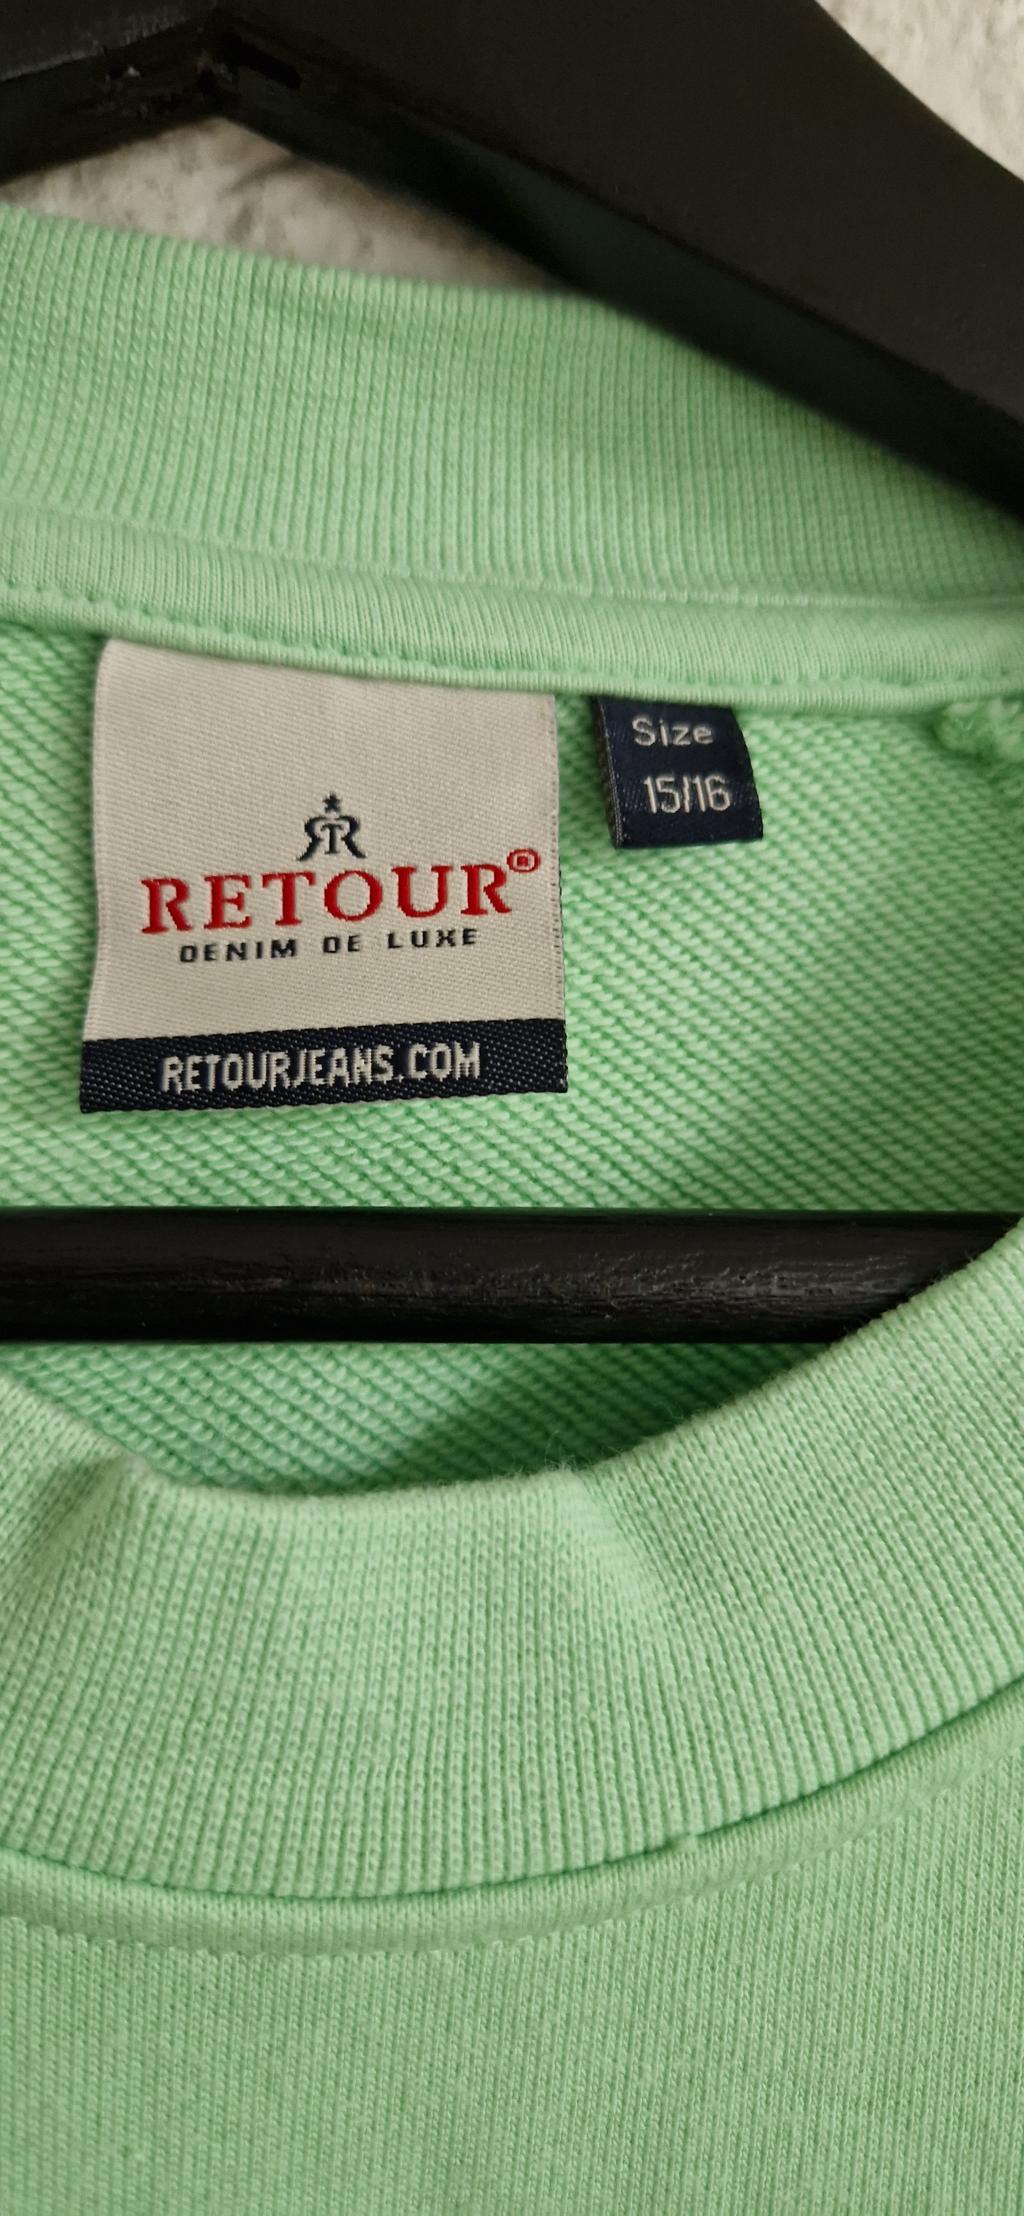 Size
15/16
RETOUR®
DENIM DE LUXE
RETOURJEANS.COM